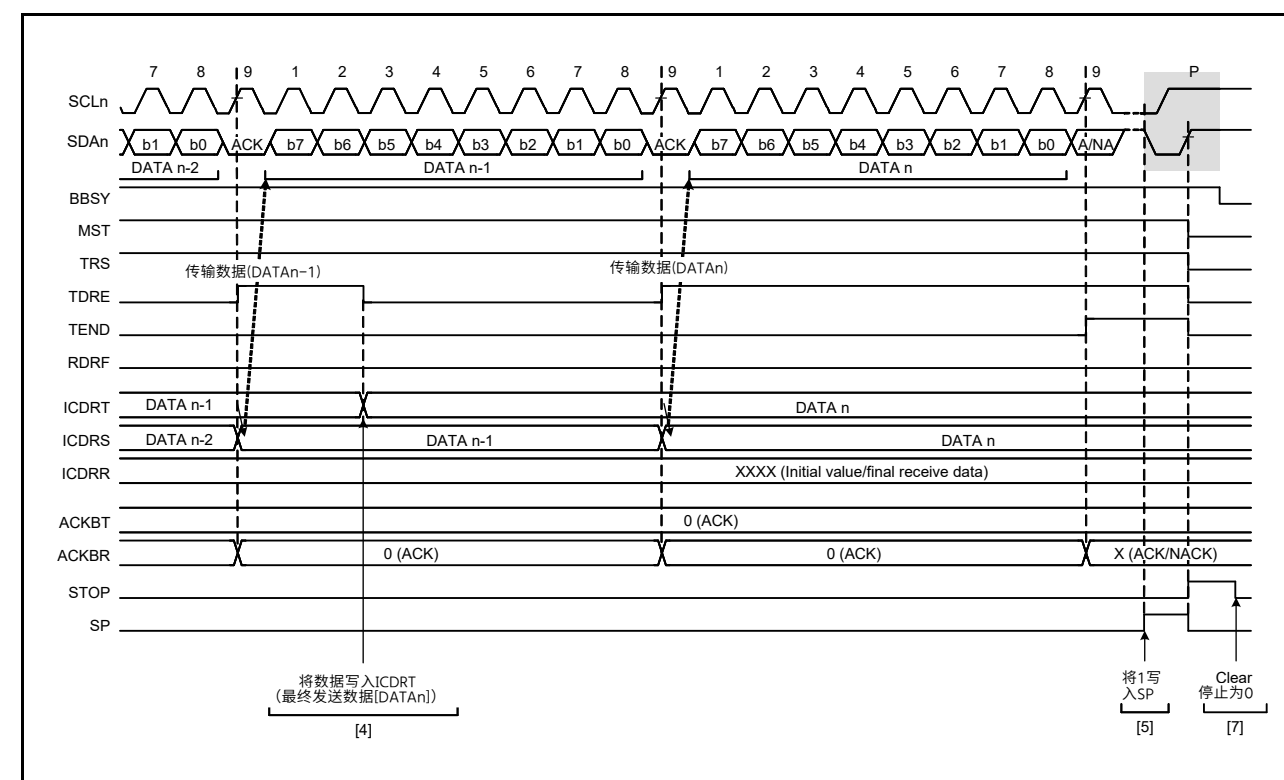 7 8 9 1 2 3 4 5 6 7 8 9 1 2 3 4 5 6 7 8 9 P
SCLn
SDAn b1 b0 ACK b7 b6 b5 b4 b3 b2 b1 b0 ACK b7 b6 b5 b4 b3 b2 b1 b0 A/NA
DATA n-2 DATA n-1 DATA n
BBSY
MST
TRS
传输数据(DATAn-1) 传输数据(DATAn)
TDRE
TEND
RDRF
ICDRT DATA n-1 DATA n
ICDRS DATA n-2 DATA n-1 DATA n
ICDRR XXXX (Initial value/final receive data)
ACKBT 0 (ACK)
ACKBR 0 (ACK) 0 (ACK) X (ACK/NACK)
STOP
SP
将数据写入ICDRT
（最终发送数据[DATAn]）
[4]
将1写
入SP
[5]
Clear
停止为0
[7]